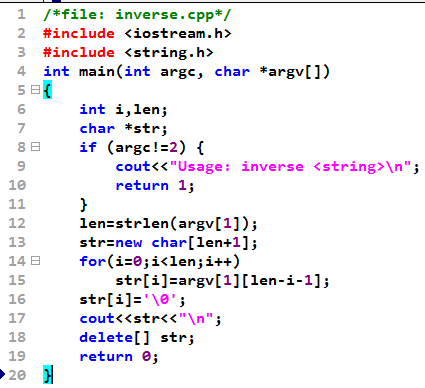 1 /*file: inverse.cpp*/
2 #include <iostream.h>
3 #include <string.h>
4 int main(int argc, char *argv[])
5 {
6     int i,len;
7     char *str;
8     if (argc!=2) {
9         cout<<"Usage: inverse <string>\n";
10         return 1;
11     }
12     len=strlen(argv[1]);
13     str=new char[len+1];
14     for(i=0;i<len;i++)
15         str[i]=argv[1][len-i-1];
16     str[i]='\0';
17     cout<<str<<"\n";
18     delete[] str;
19     return 0;
20 }